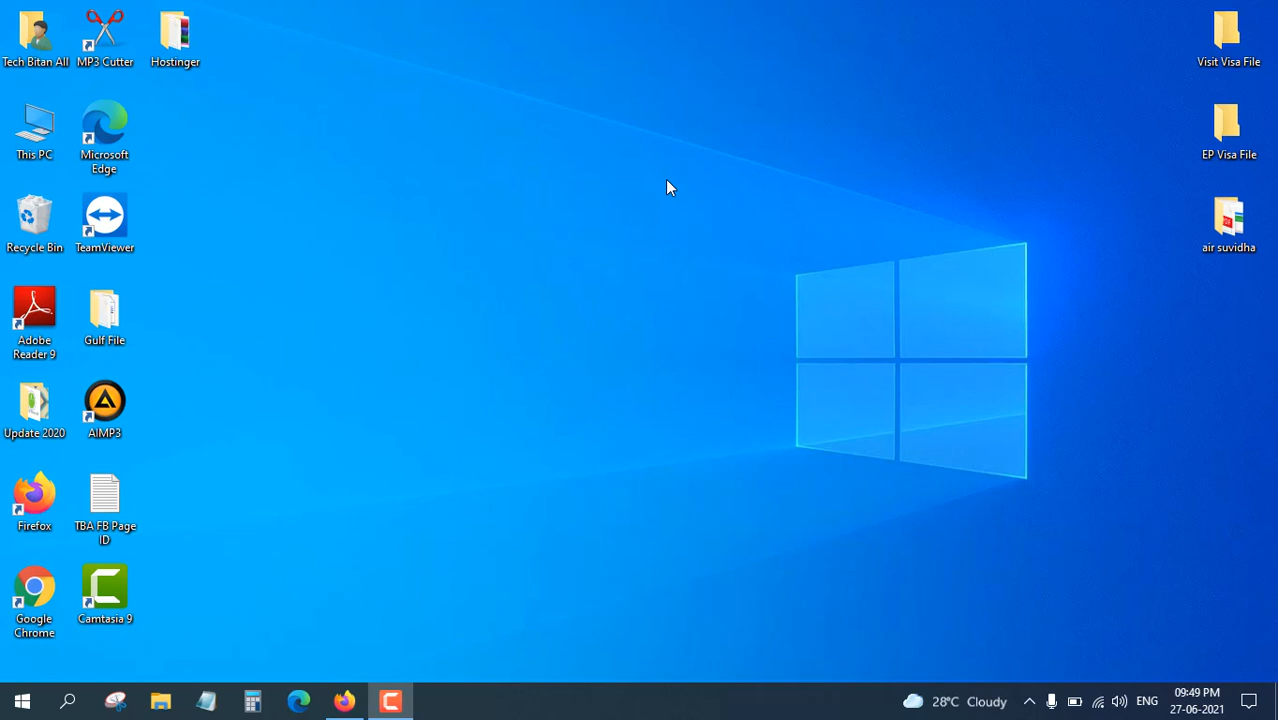 Tech Bitan All
MP3 Cutter
Hostinger
Visit Visa File
This PC
Microsoft
Edge
EP Visa File
Recycle Bin
TeamViewer
air suvidha
Adobe
Reader 9
Gulf File
Update 2020
AIMP3
Firefox
TBA FB Page
ID
Google
Chrome
Camtasia 9
28°C Cloudy
ENG
09:49 PM
27-06-2021